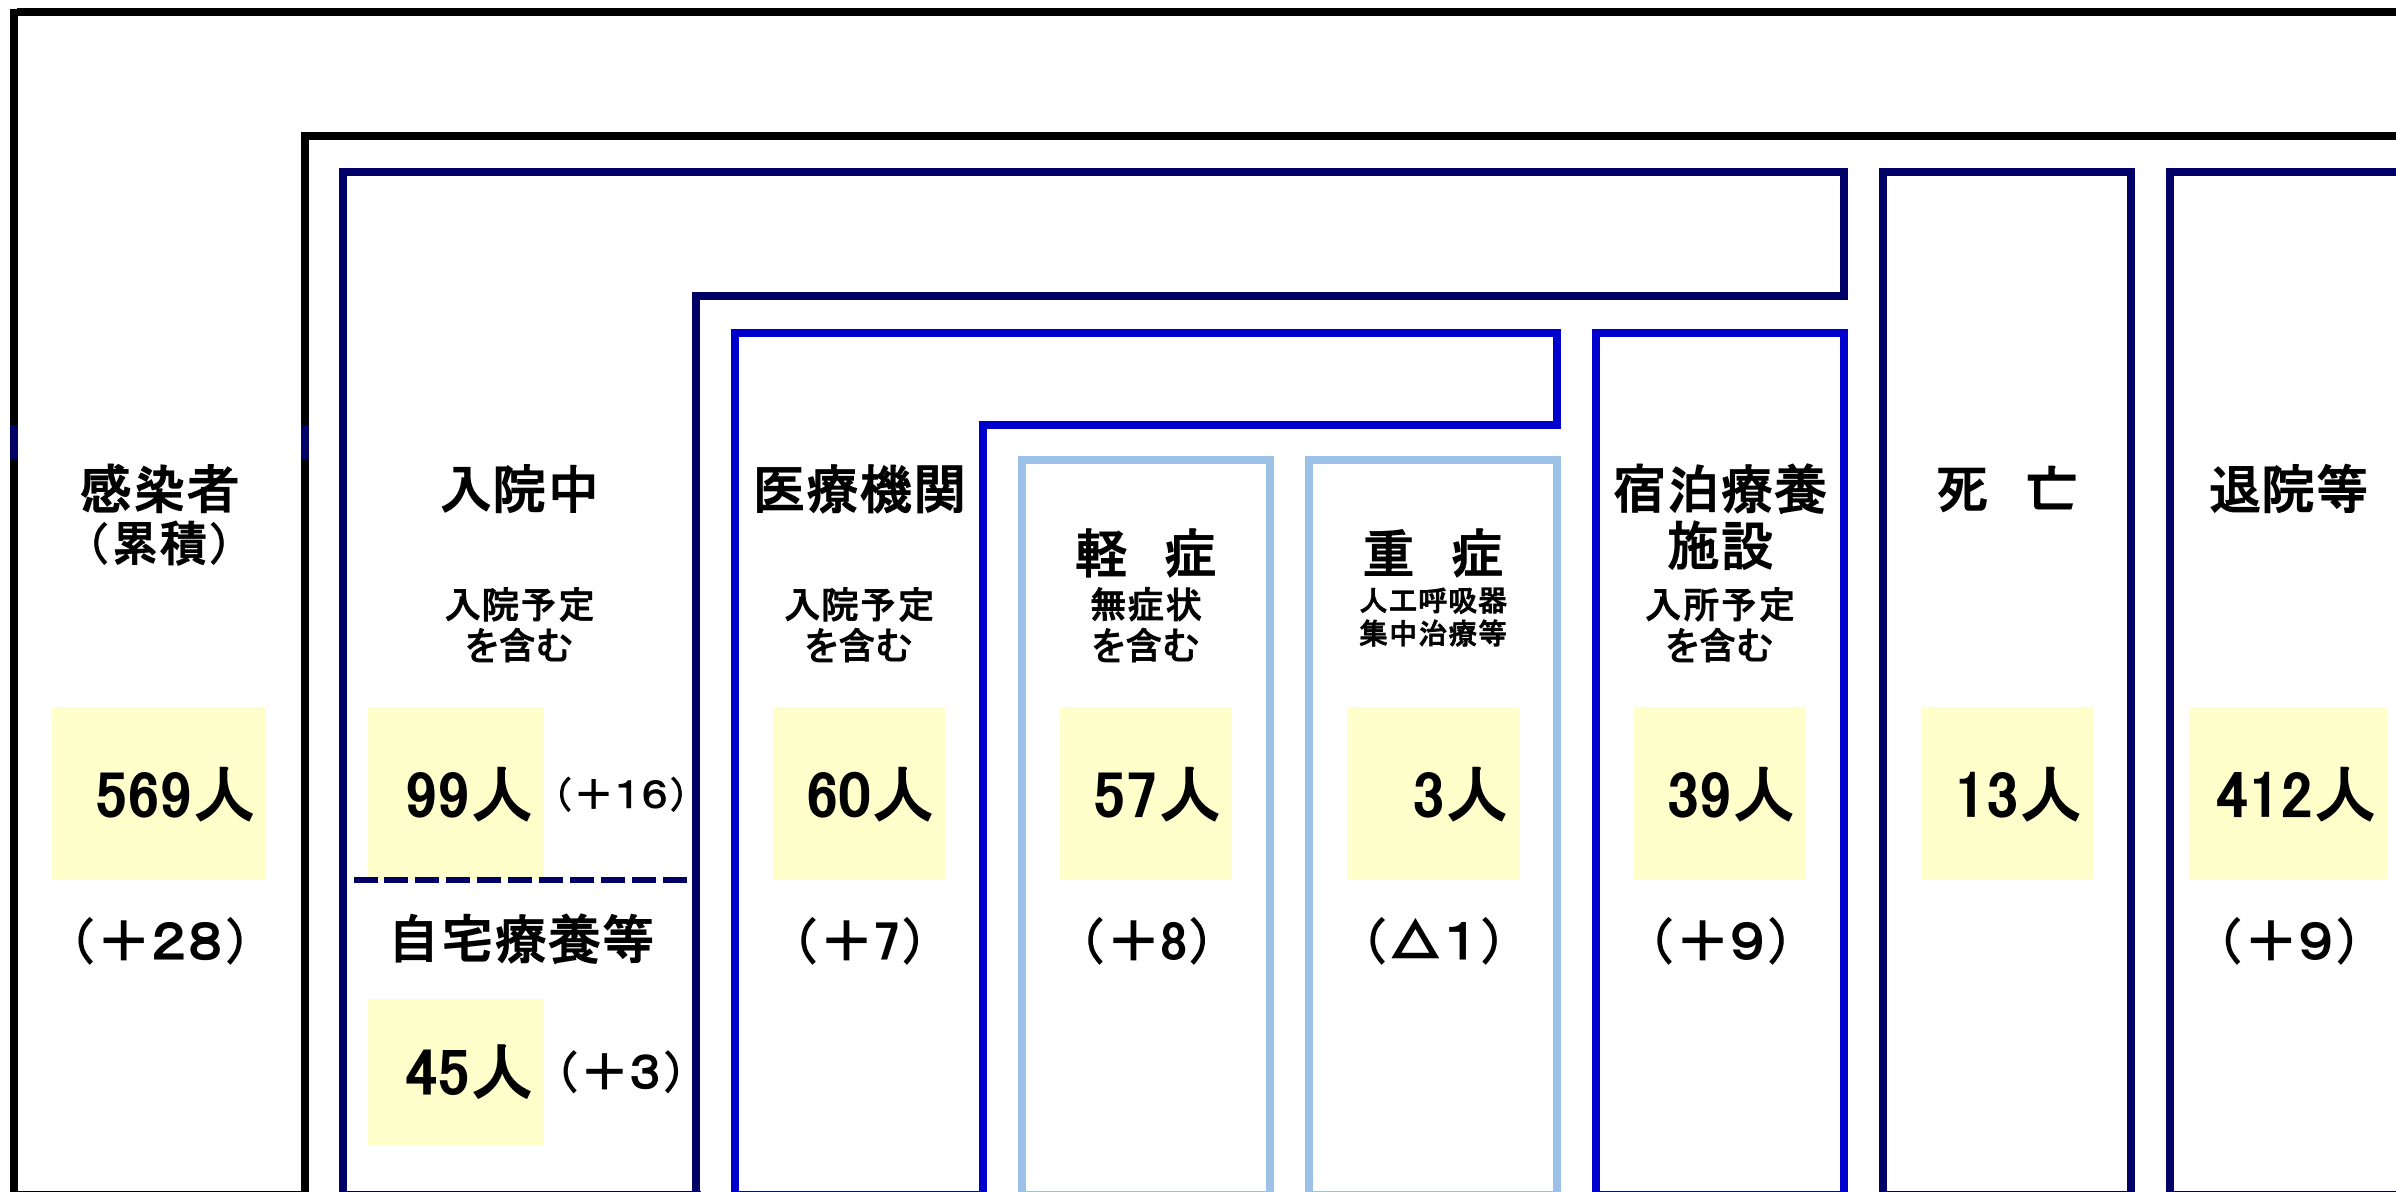 感染者
（累積）
569人
（＋28）
入院中
入院予定
を含む
99人 （＋16）
自宅療養等
45人 （＋3）
医療機関
入院予定
を含む
60人
（＋7）
軽　症
無症状
を含む
57人
（＋8）
重　症
人工呼吸器
集中治療等
3人
（△1）
宿泊療養
施設
入所予定
を含む
39人
（＋9）
死　亡
13人
退院等
412人
（＋9）